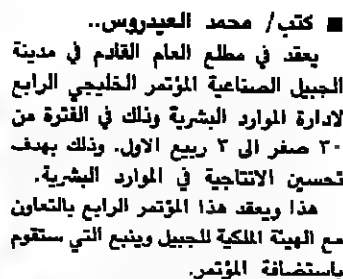 ■ كتب/ محمد العيدروس..
يعقد في مطلع العام القادم في مدينة
الجبيل الصناعية المؤتمر الخليجي الرابع
لادارة الموارد البشرية وذلك في الفترة من
٣٠ صفر الى ٣ ربيع الاول. وذلك بهدف
تحسين الانتاجية في الموارد البشرية.
هذا ويعقد هذا المؤتمر الرابع بالتعاون
مع الهيئة الملكية للجبيل وينبع التي ستقوم
باستضافة المؤتمر.